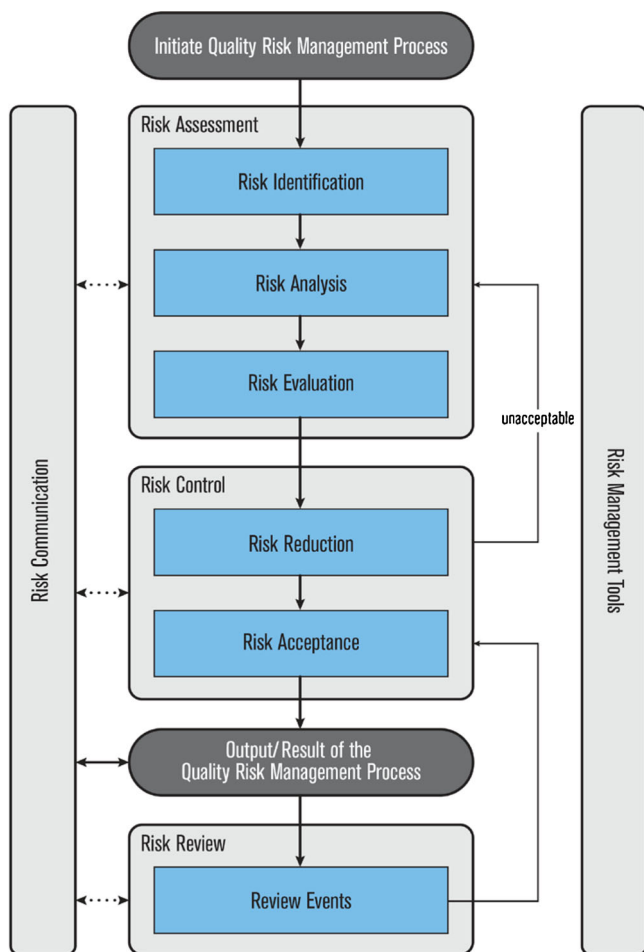 Initiate Quality Risk Management Process
Risk Assessment
Risk Identification
Risk Analysis
Risk Evaluation
unacceptable
Risk Communication
Risk Management Tools
Risk Control
Risk Reduction
Risk Acceptance
Output/Result of the
Quality Risk Management Process
Risk Review
Review Events